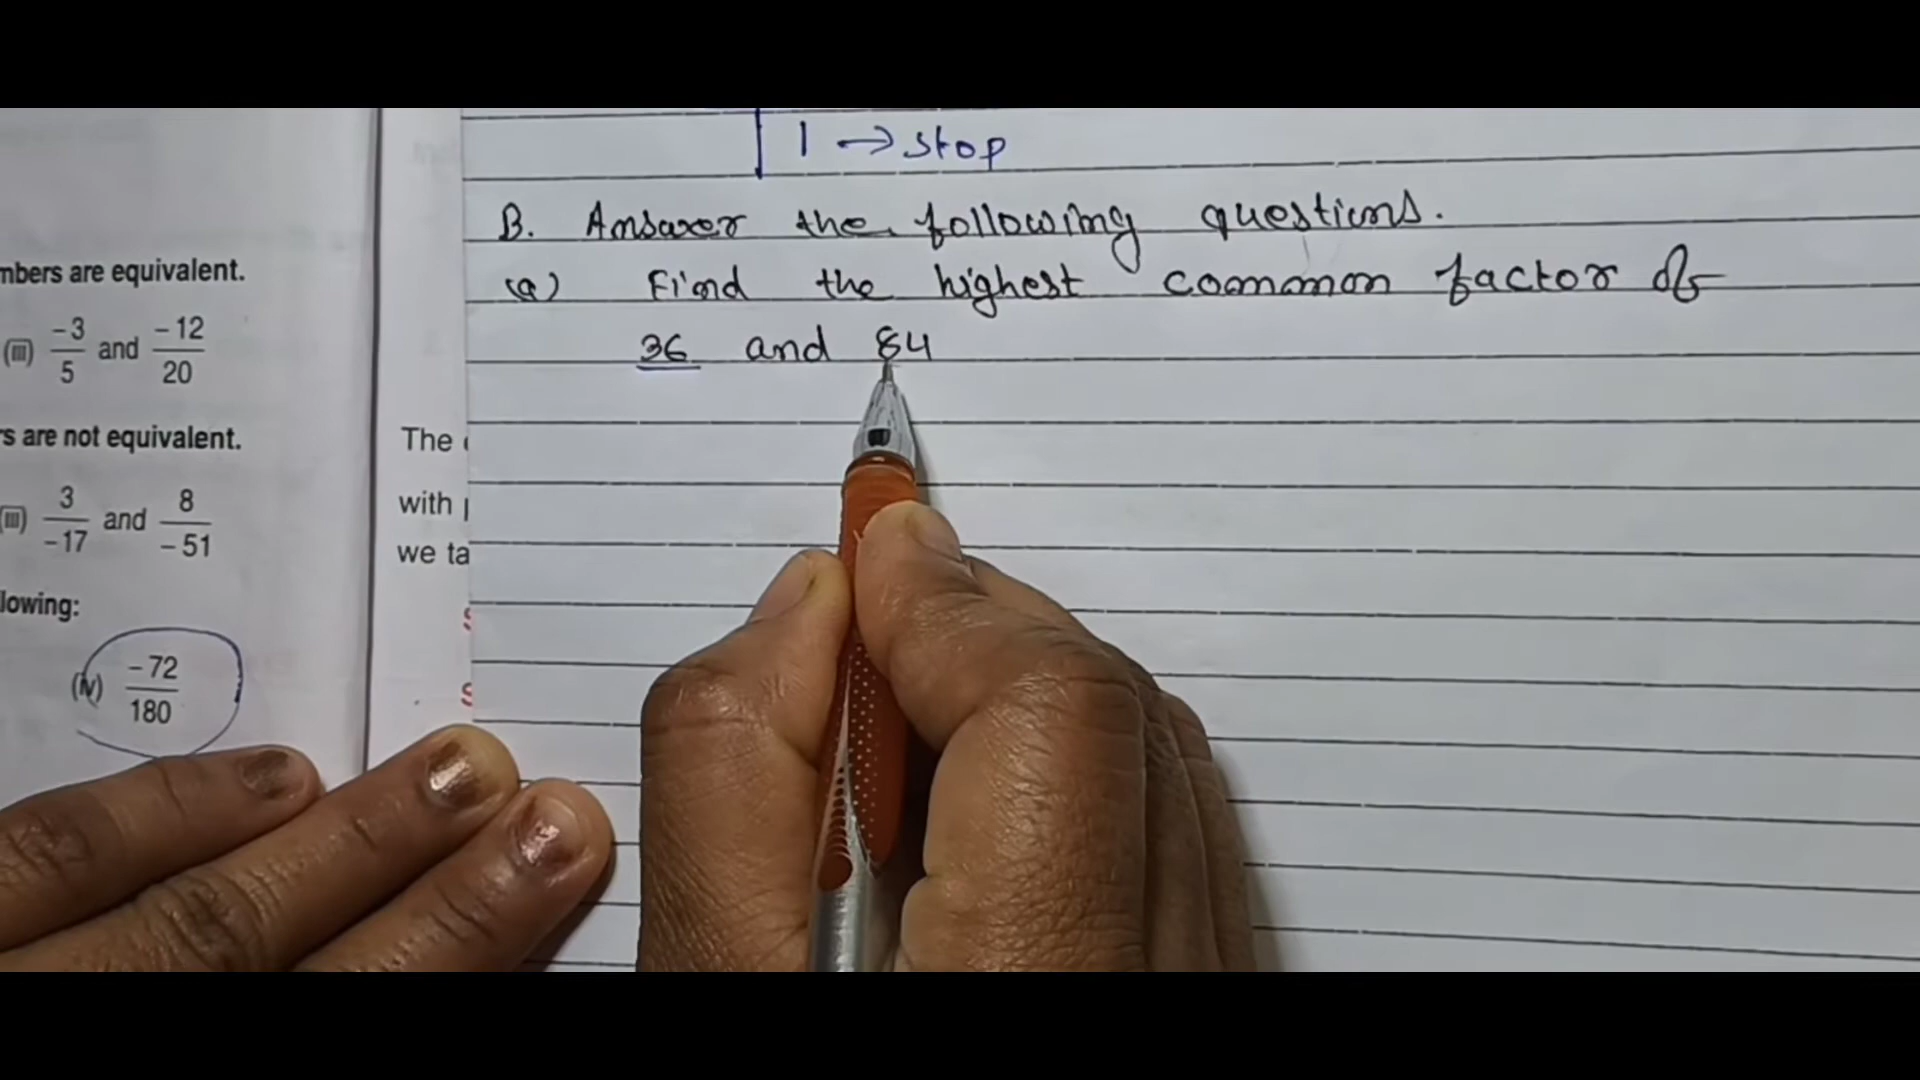 mbers are equivalent.
(iii) -3/5 and -12/20
rs are not equivalent.
(iii) 3/-17 and 8/-51
lowing:
(iv) -72/180
The
with
we ta
1 → stop
B. Answer the following questions.
(a) Find the highest common factor of
36 and 84